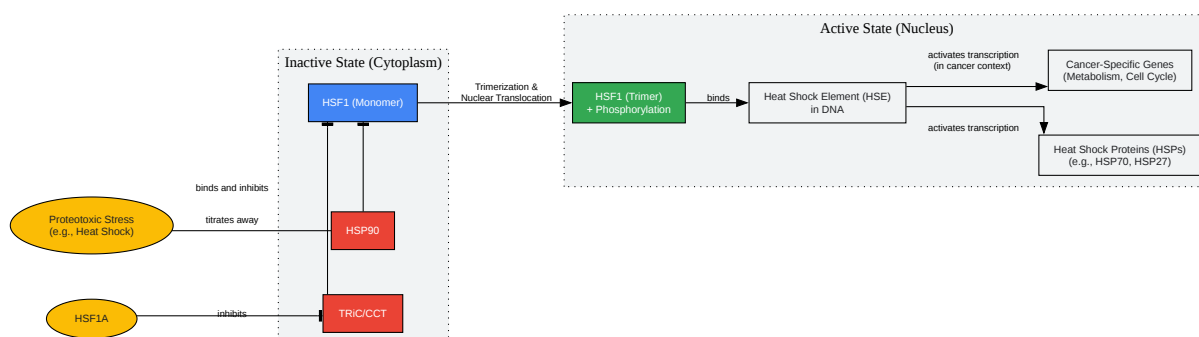 Active State (Nucleus)
Inactive State (Cytoplasm)
activates transcription
(in cancer context)
Cancer-Specific Genes
(Metabolism, Cell Cycle)
HSF1 (Monomer)
Trimerization &
Nuclear Translocation
HSF1 (Trimer)
+ Phosphorylation
binds
Heat Shock Element (HSE)
in DNA
activates transcription
Heat Shock Proteins (HSPs)
(e.g., HSP70, HSP27)
binds and inhibits
Proteotoxic Stress
(e.g., Heat Shock)
titrates away
HSP90
HSF1A
inhibits
TRiC/CCT